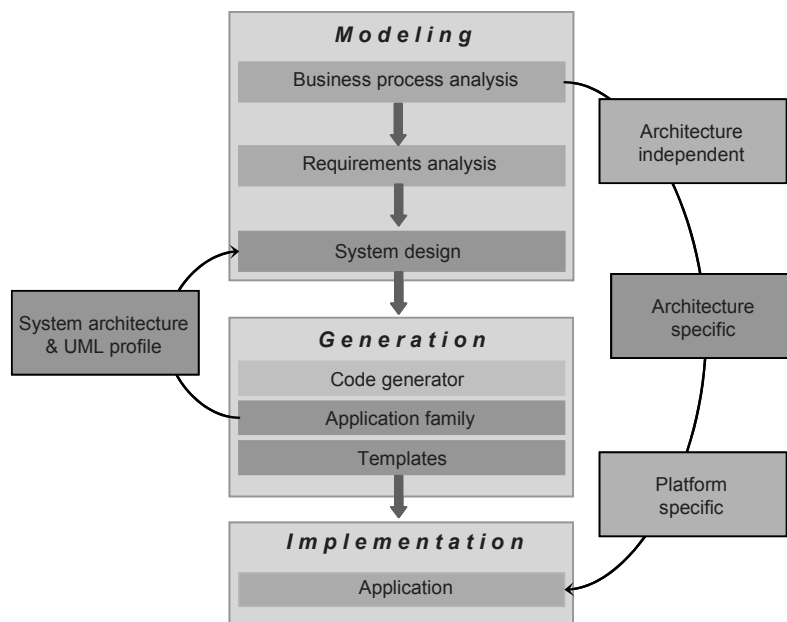 Modeling
Business process analysis
Requirements analysis
System design
Architecture
independent
System architecture
& UML profile
Architecture
specific
Generation
Code generator
Application family
Templates
Platform
specific
Implementation
Application